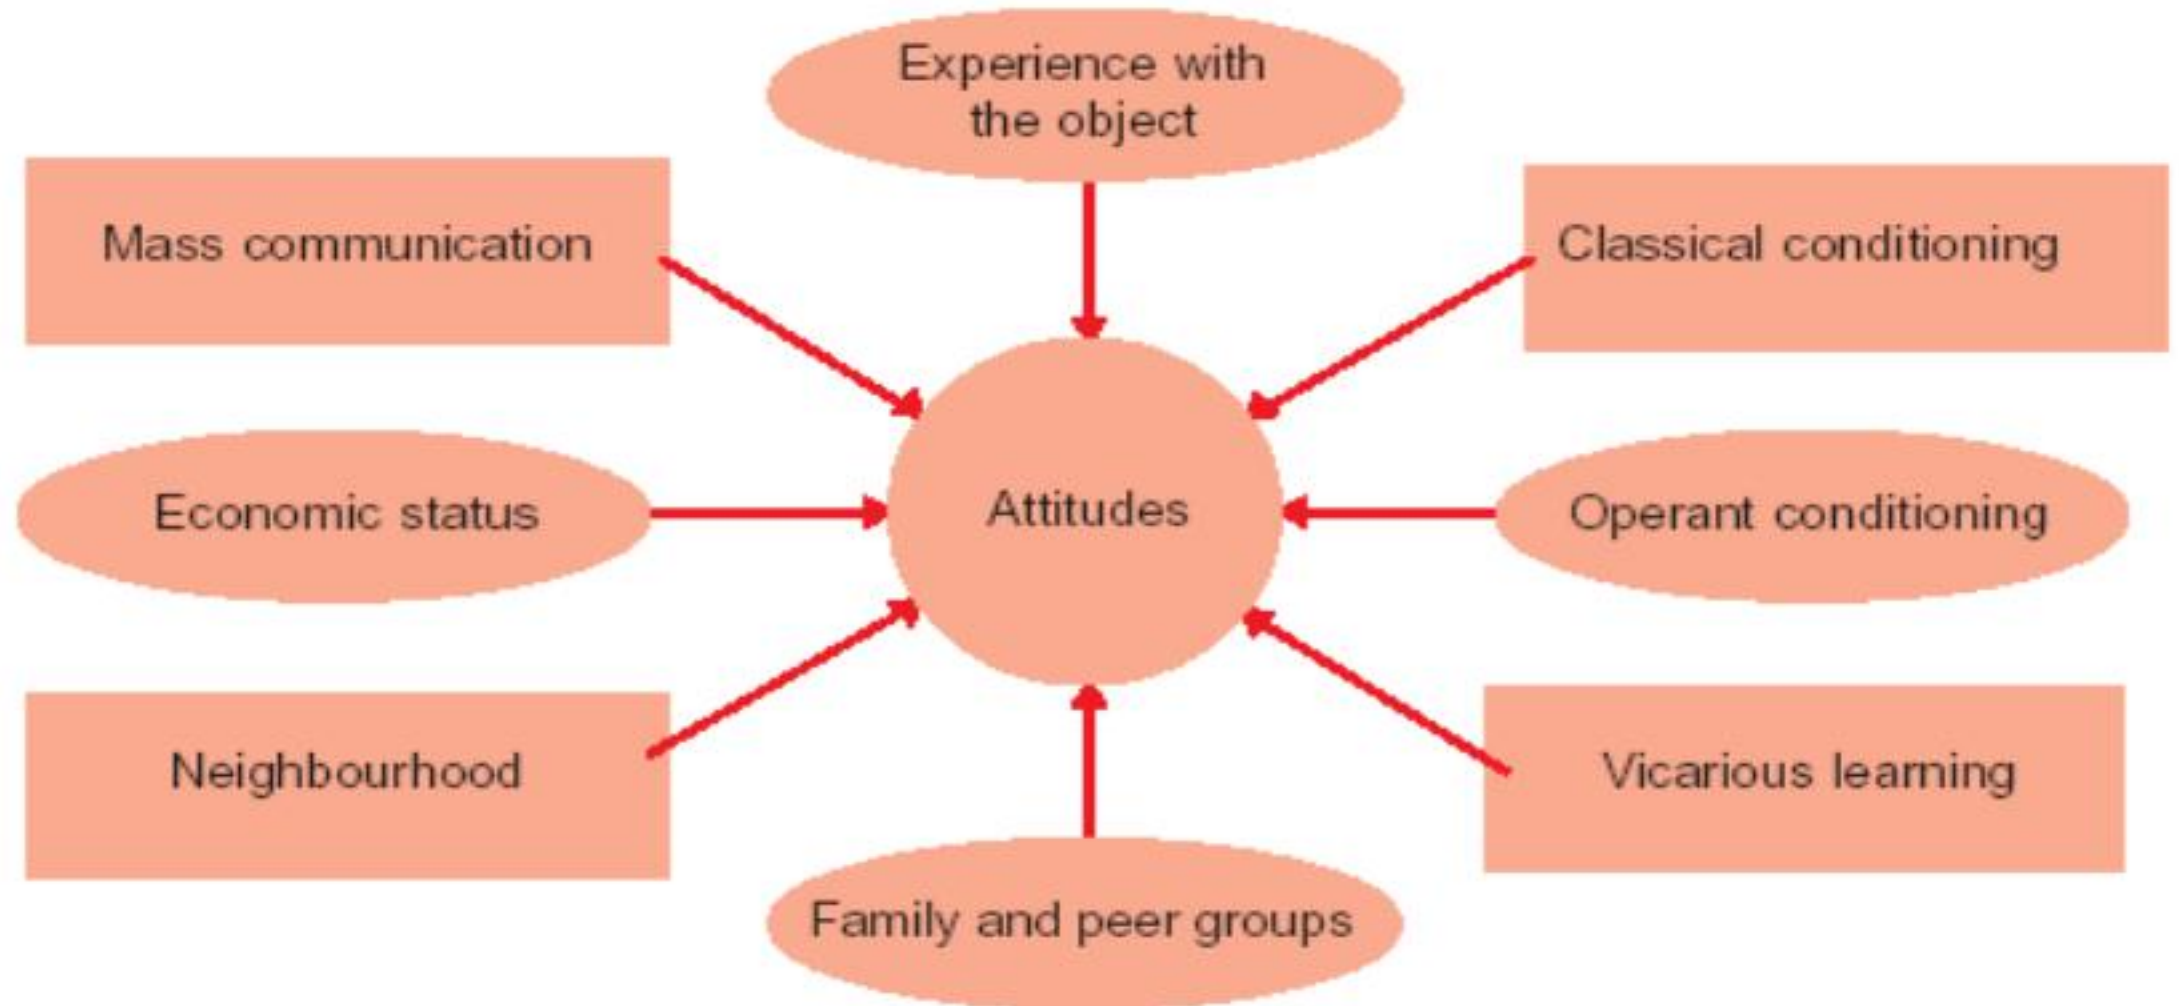 Experience with
the object
Mass communication
Classical conditioning
Economic status
Attitudes
Operant conditioning
Neighbourhood
Vicarious learning
Family and peer groups